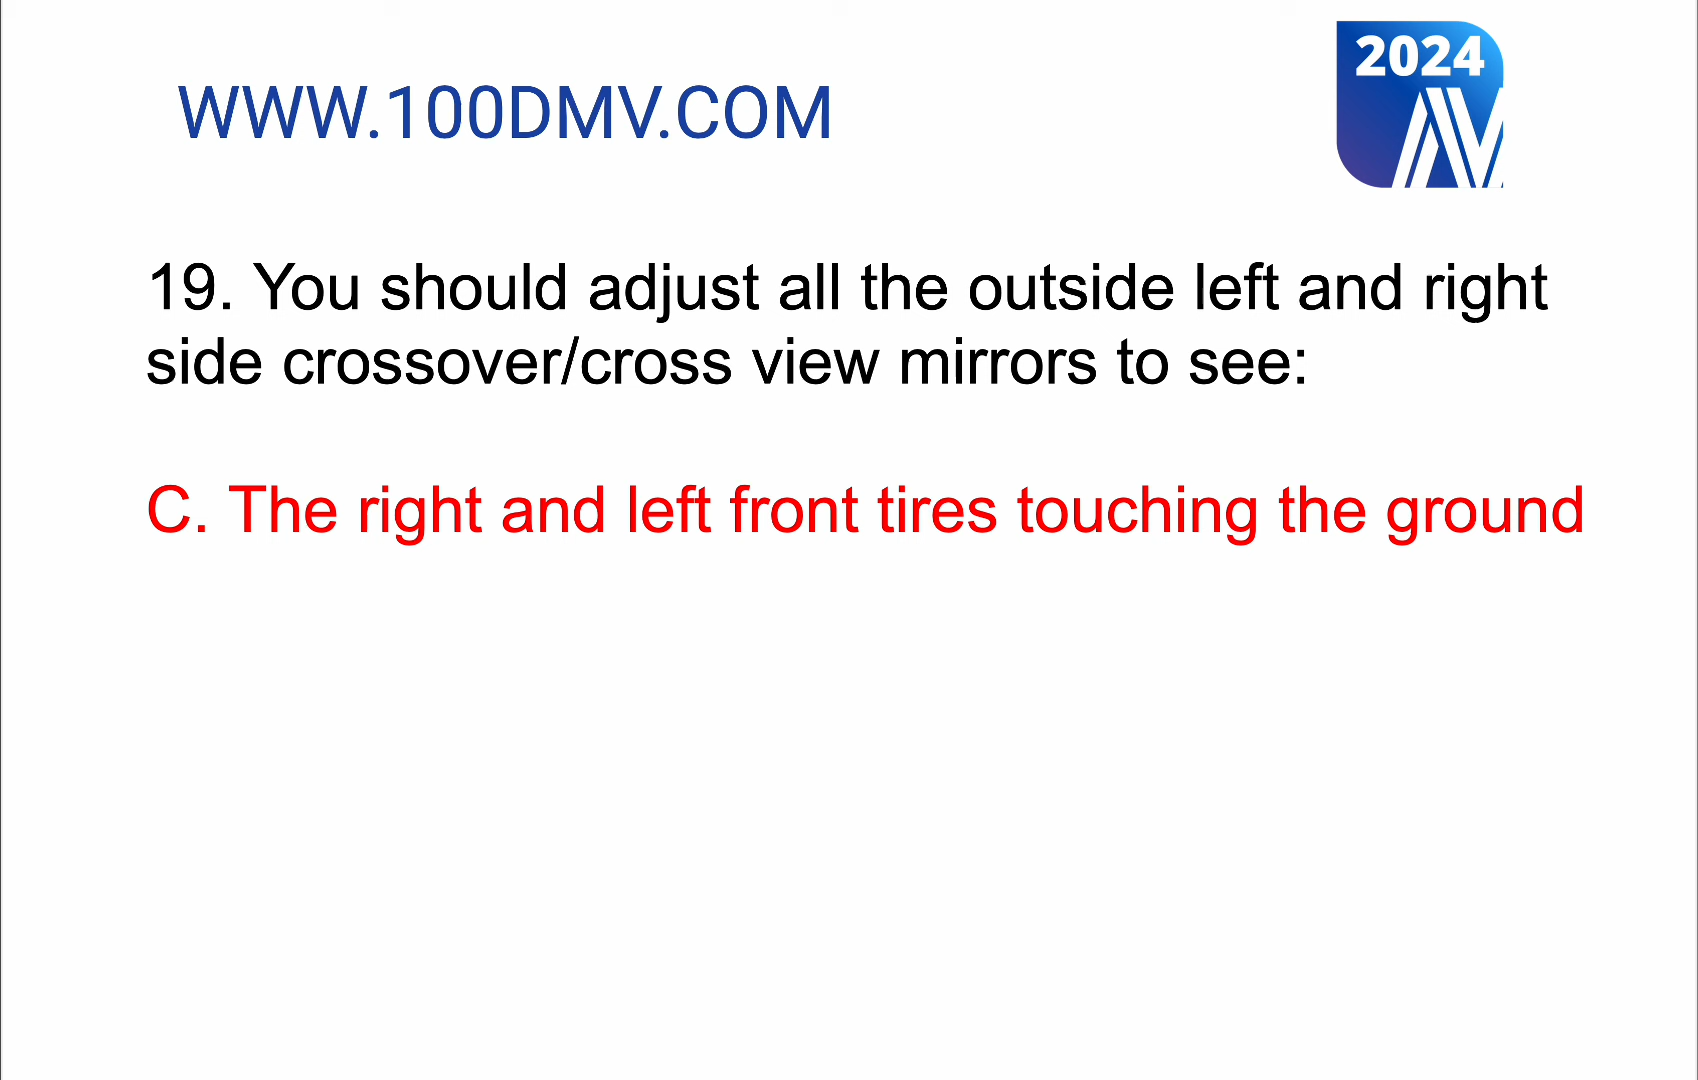 WWW.100DMV.COM
2024
19. You should adjust all the outside left and right
side crossover/cross view mirrors to see:
C. The right and left front tires touching the ground